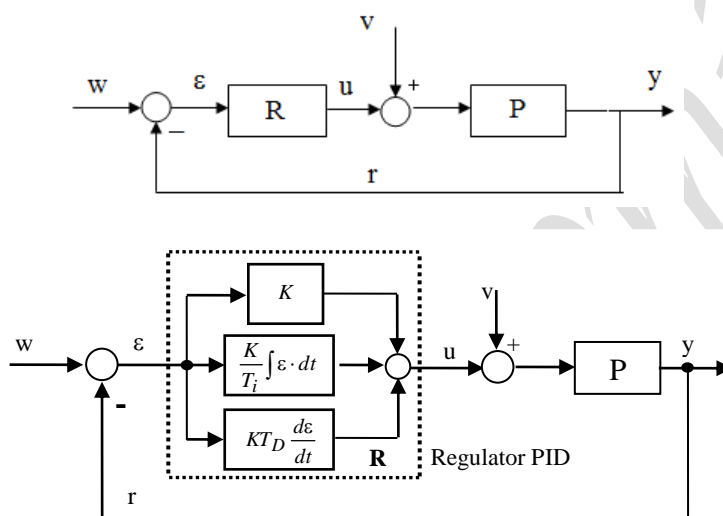 v
w ε R u + P y
−
r
K
w ε K/T_i ∫ ε · dt u v + P y
-
KT_D dε/dt
R Regulator PID
r